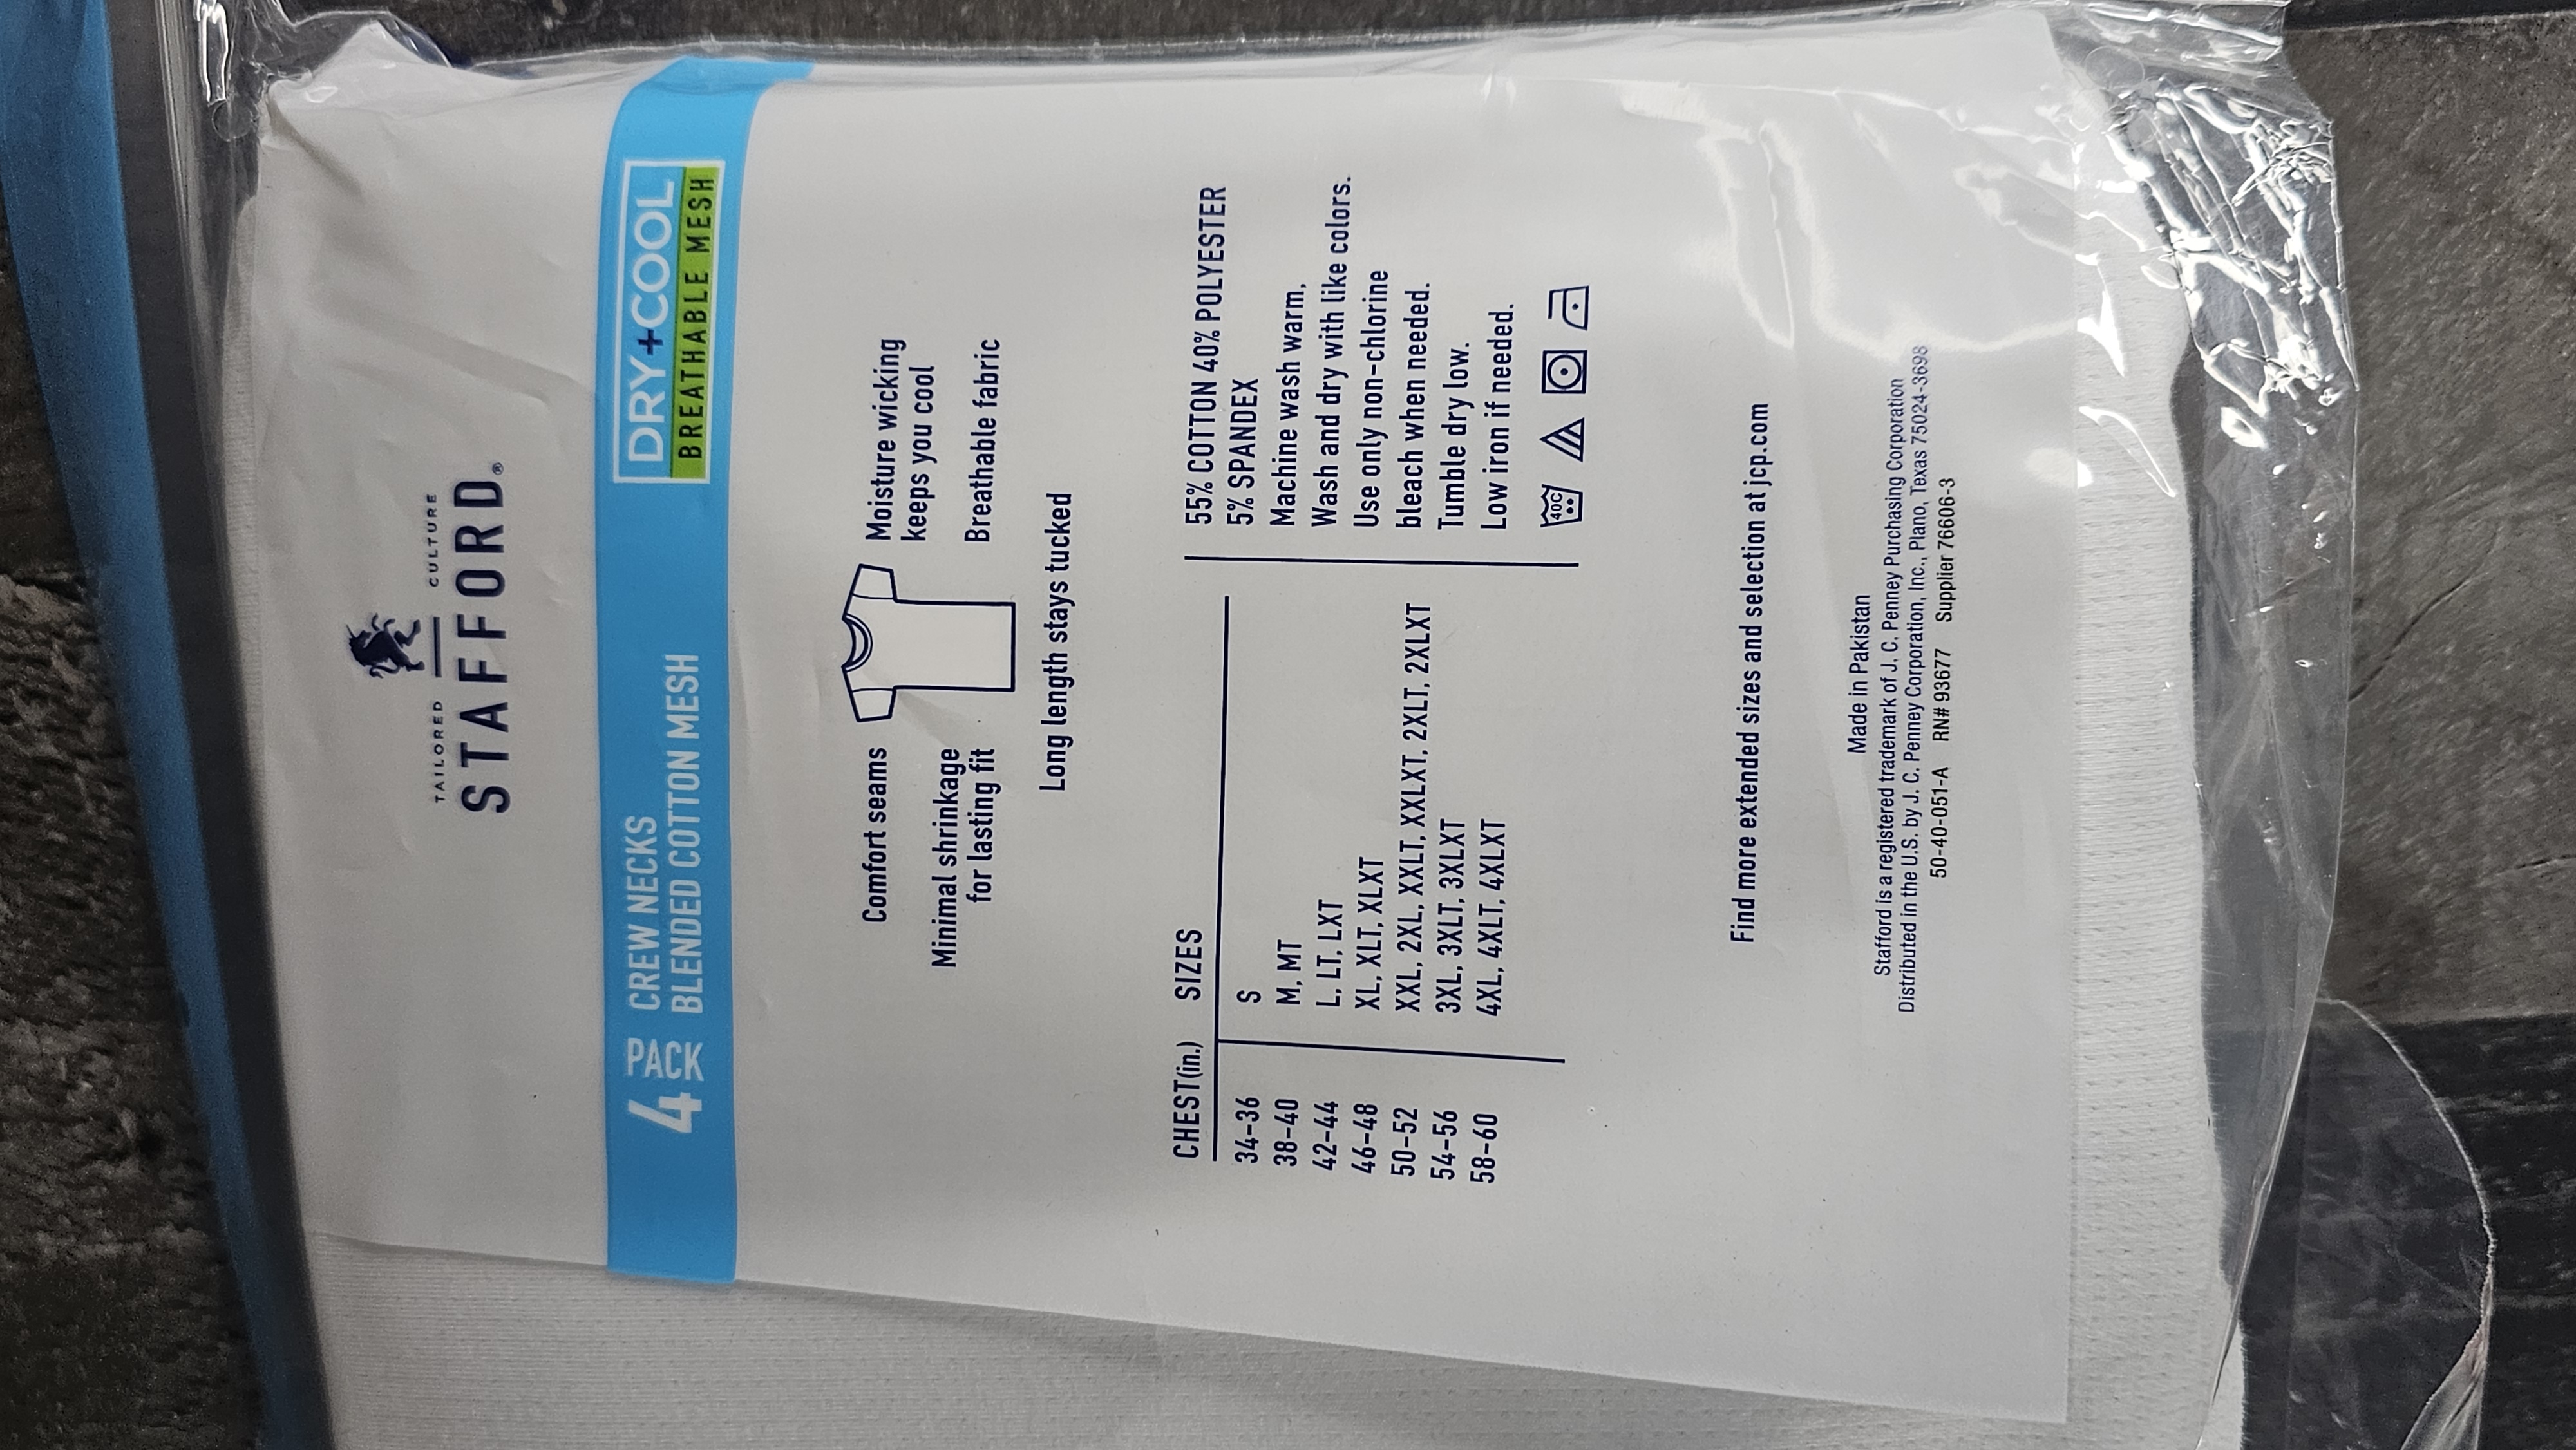 TAILORED CULTURE
STAFFORD®
4 PACK CREW NECKS
BLENDED COTTON MESH
DRY+COOL
BREATHABLE MESH
Comfort seams
Minimal shrinkage
for lasting fit
Moisture wicking
keeps you cool
Breathable fabric
Long length stays tucked
CHEST(in.) SIZES
34-36 S
38-40 M, MT
42-44 L, LT, LXT
46-48 XL, XLT, XLXT
50-52 XXL, 2XL, XXLT, XXLXT, 2XLT, 2XLXT
54-56 3XL, 3XLT, 3XLXT
58-60 4XL, 4XLT, 4XLXT
55% COTTON 40% POLYESTER
5% SPANDEX
Machine wash warm,
Wash and dry with like colors.
Use only non-chlorine
bleach when needed.
Tumble dry low.
Low iron if needed.
40C
Find more extended sizes and selection at jcp.com
Made in Pakistan
Stafford is a registered trademark of J. C. Penney Purchasing Corporation
Distributed in the U.S. by J. C. Penney Corporation, Inc., Plano, Texas 75024-3698
50-40-051-A RN# 93677 Supplier 76606-3